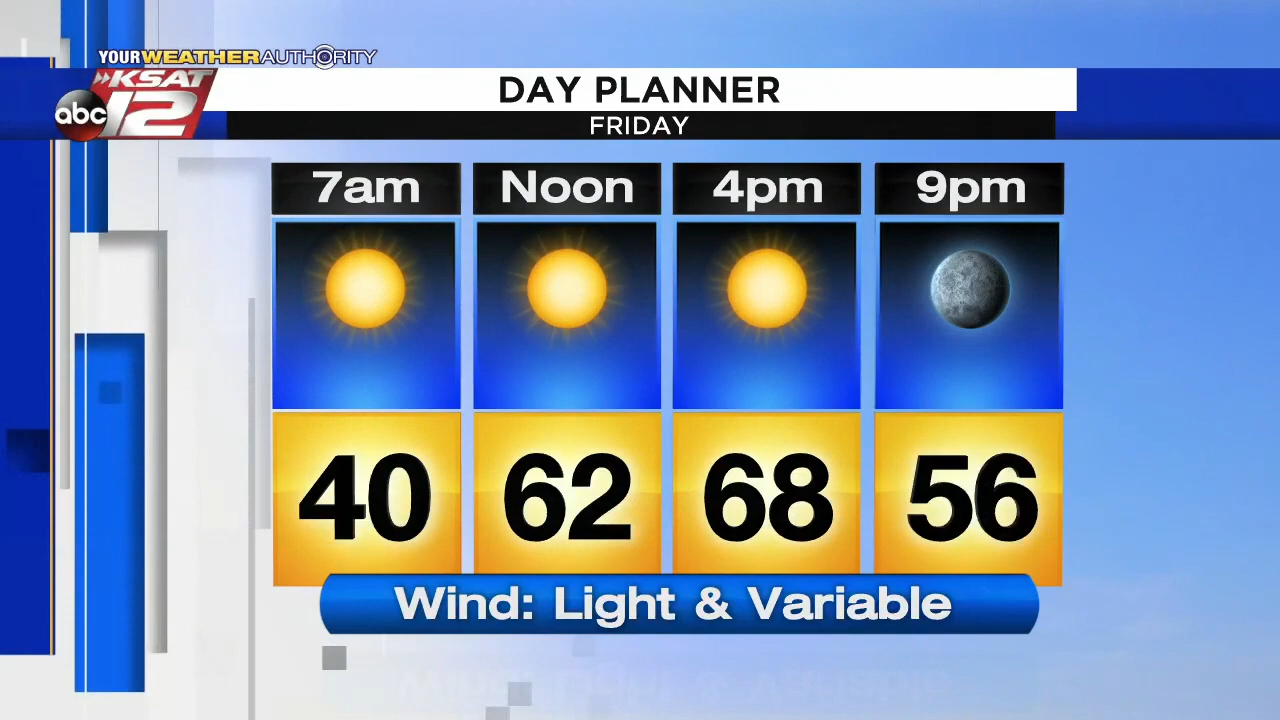 YOUR WEATHER AUTHORITY
KSAT
abc 12
DAY PLANNER
FRIDAY
7am Noon 4pm 9pm
40 62 68 56
Wind: Light & Variable